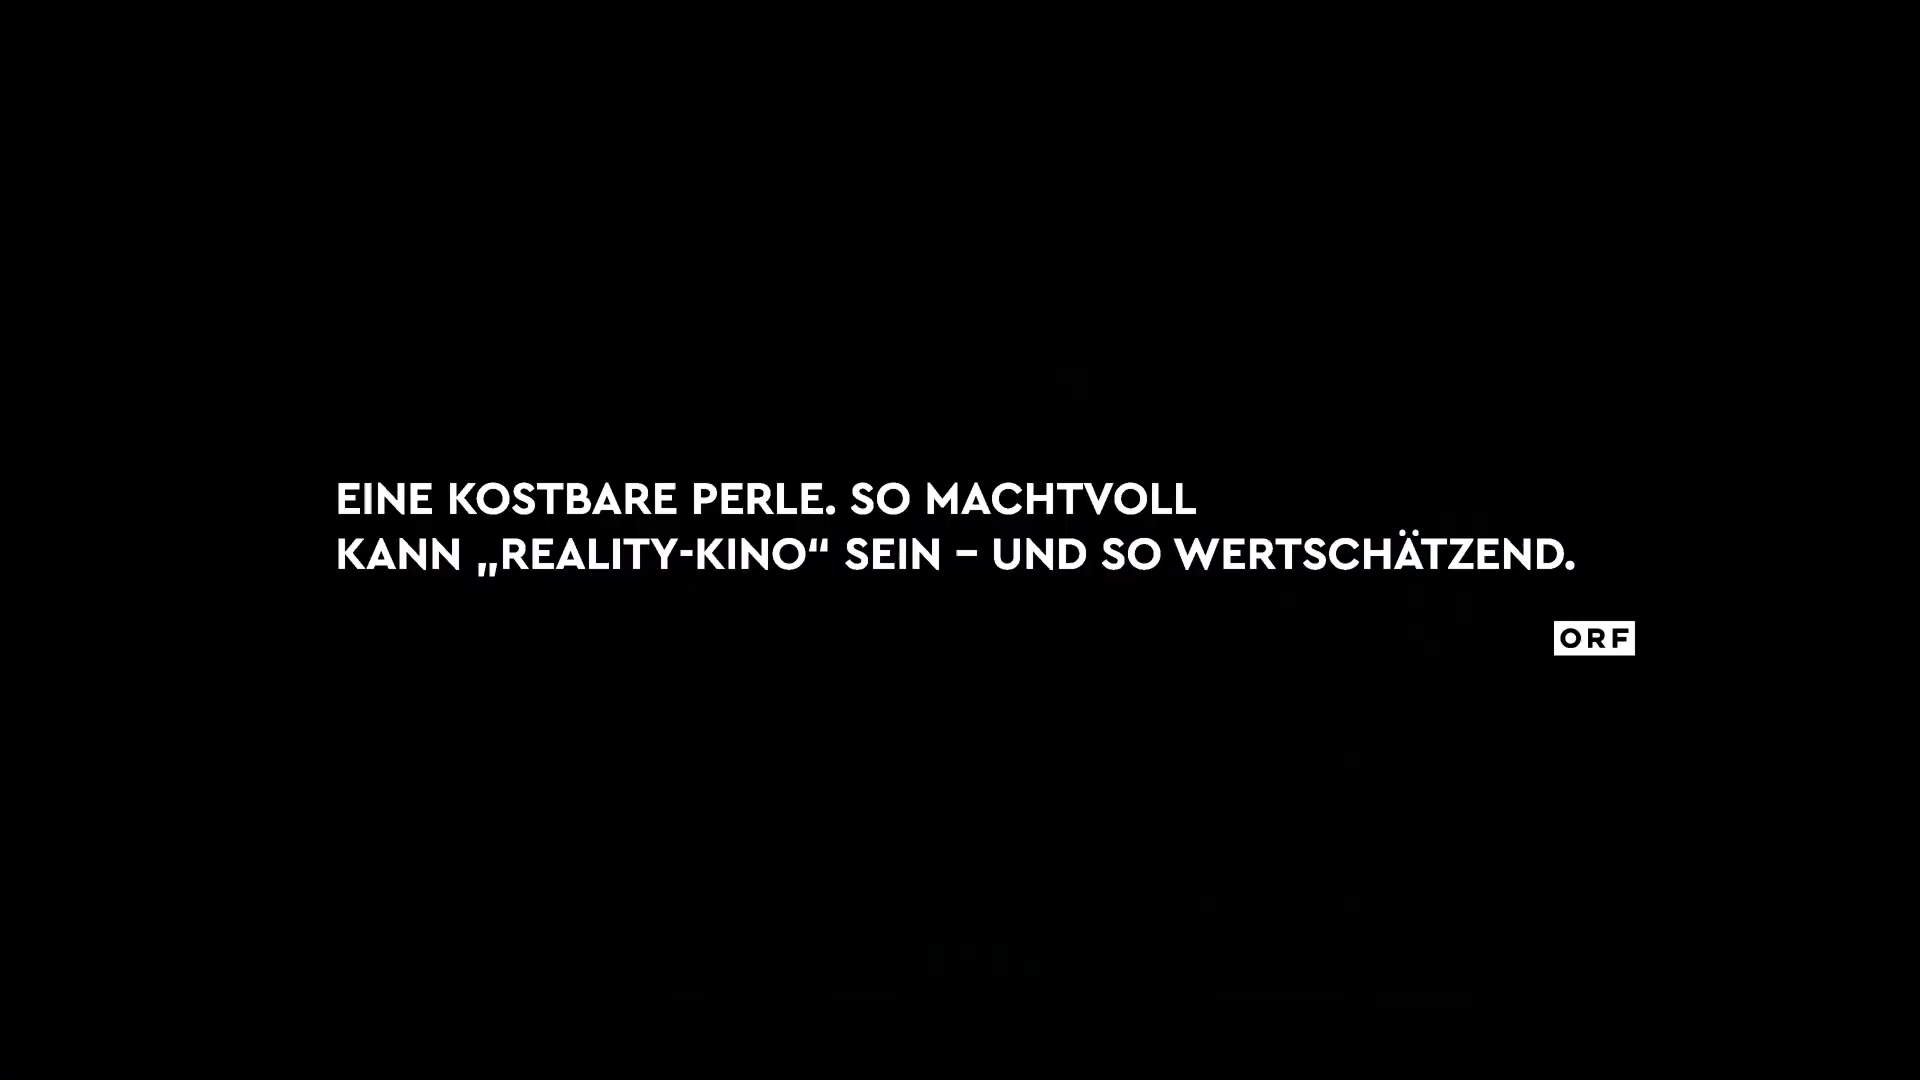 EINE KOSTBARE PERLE. SO MACHTVOLL
KANN „REALITY-KINO“ SEIN – UND SO WERTSCHÄTZEND.
ORF